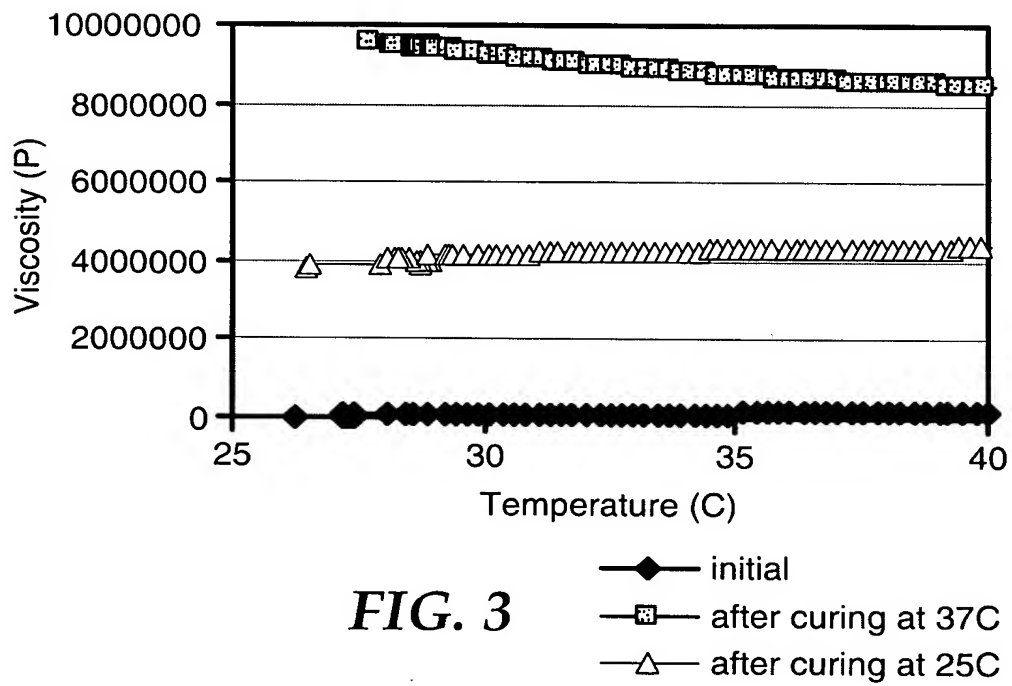 10000000
8000000
6000000
4000000
2000000
0
Viscosity (P)
25
30
35
40
Temperature (C)
FIG. 3
initial
after curing at 37C
after curing at 25C